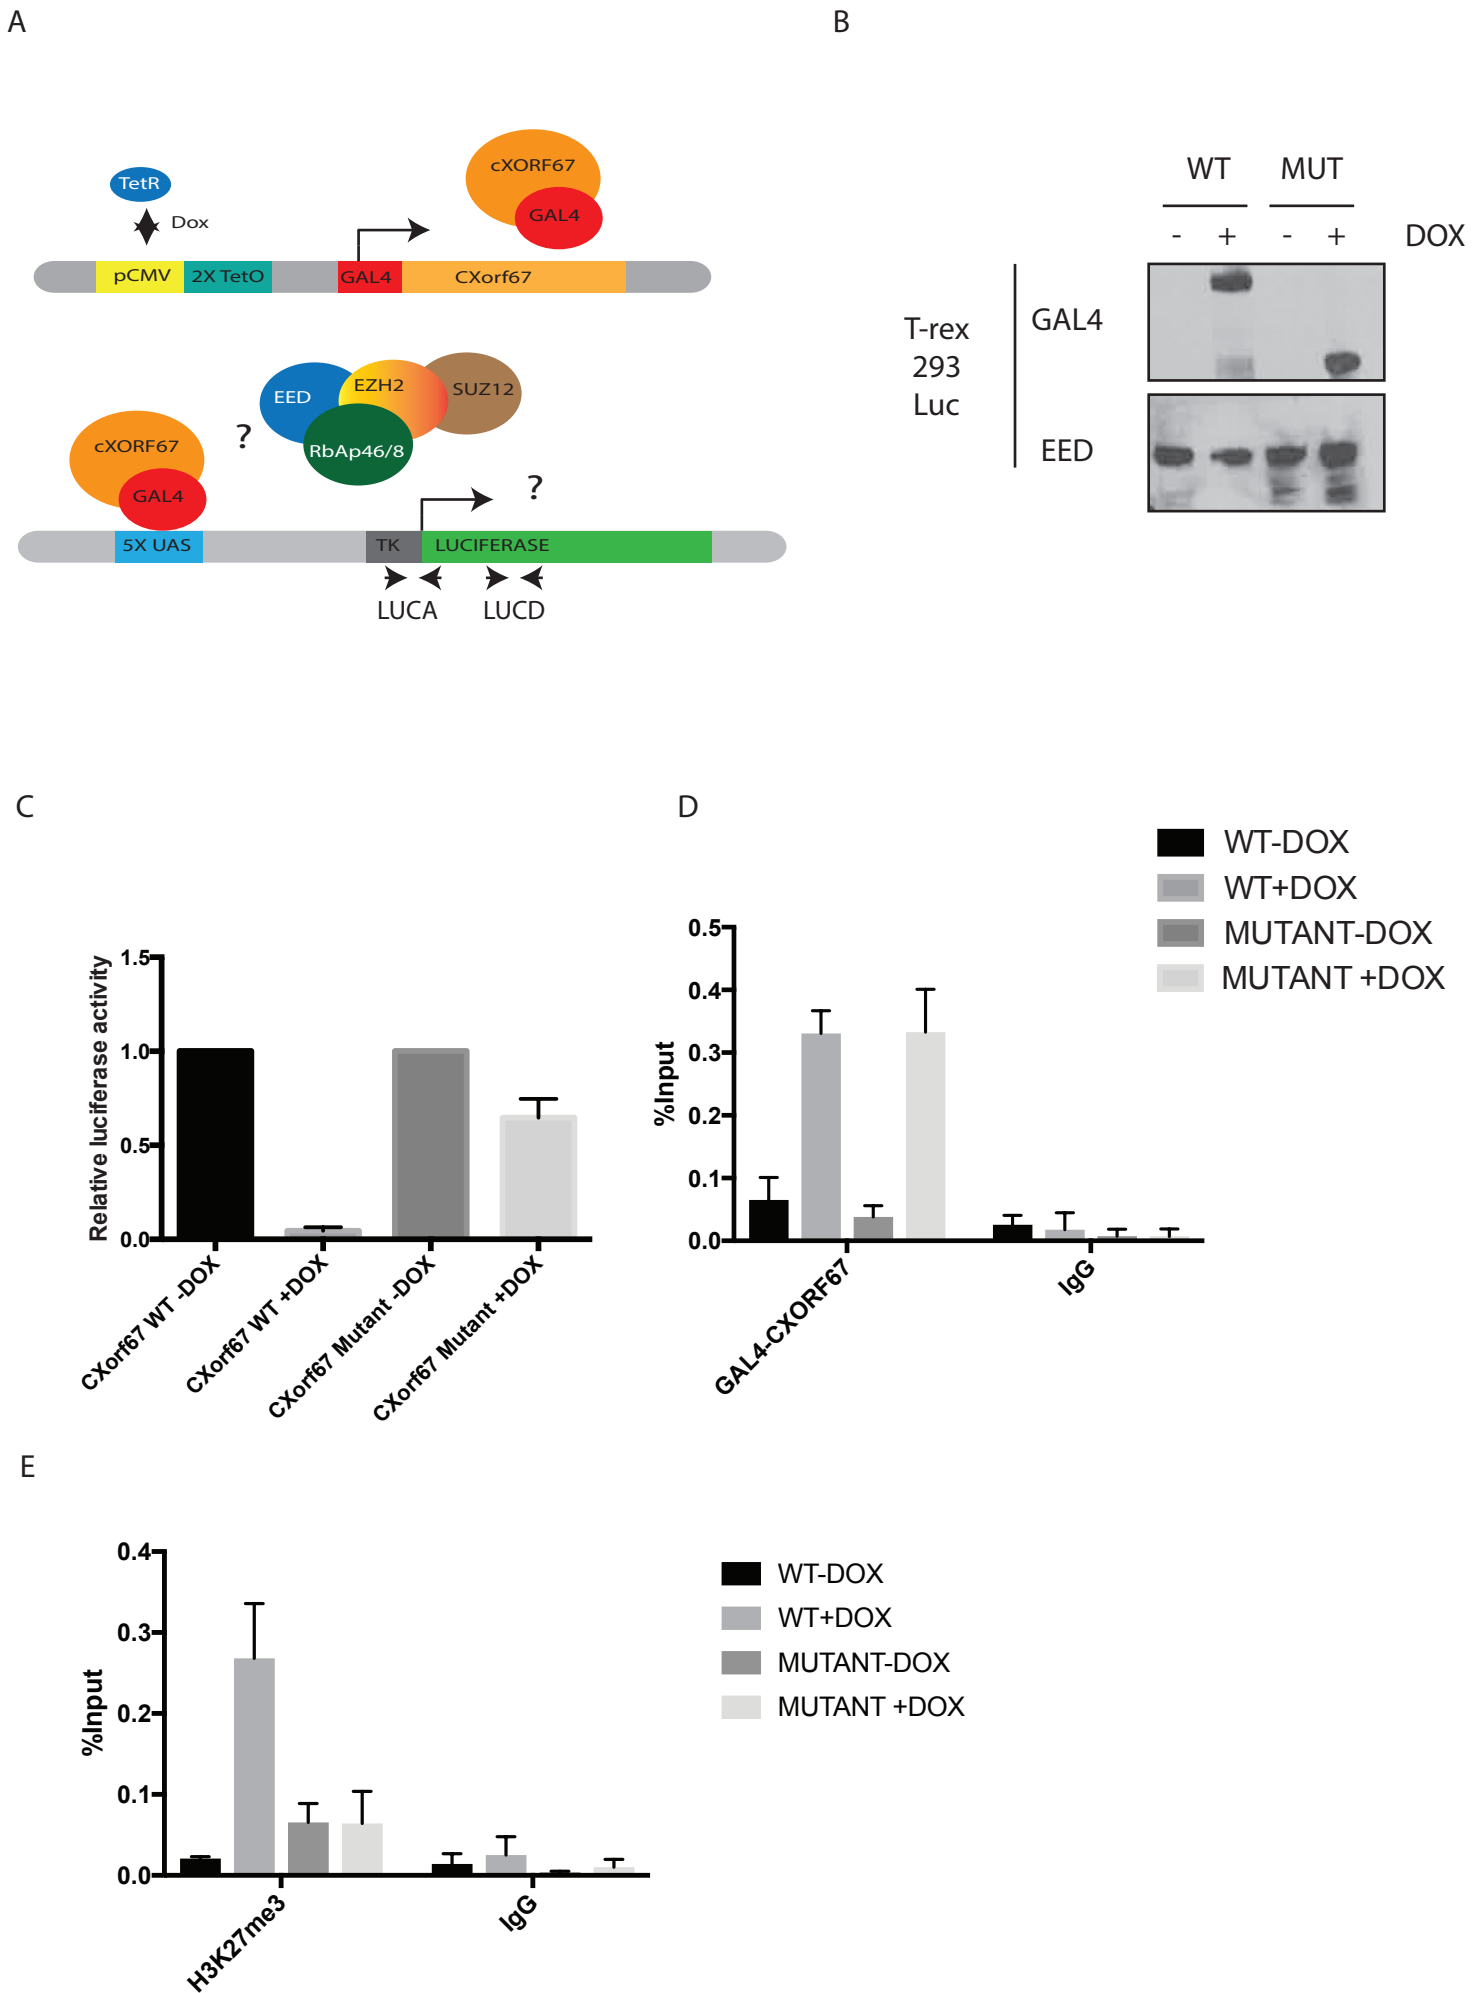 A
B
TetR
Dox
cXORF67
GAL4
pCMV
2X TetO
GAL4
CXorf67
EED
EZH2
SUZ12
RbAp46/8
?
cXORF67
GAL4
?
5X UAS
TK
LUCIFERASE
LUCA
LUCD
WT MUT
- + - + DOX
T-rex
293
Luc
GAL4
EED
C
Relative luciferase activity
1.5
1.0
0.5
0.0
CXorf67 WT -DOX
CXorf67 WT +DOX
CXorf67 Mutant -DOX
CXorf67 Mutant +DOX
D
%Input
0.5
0.4
0.3
0.2
0.1
0.0
GAL4-CXORF67
IgG
WT-DOX
WT+DOX
MUTANT-DOX
MUTANT +DOX
E
%Input
0.4
0.3
0.2
0.1
0.0
H3K27me3
IgG
WT-DOX
WT+DOX
MUTANT-DOX
MUTANT +DOX